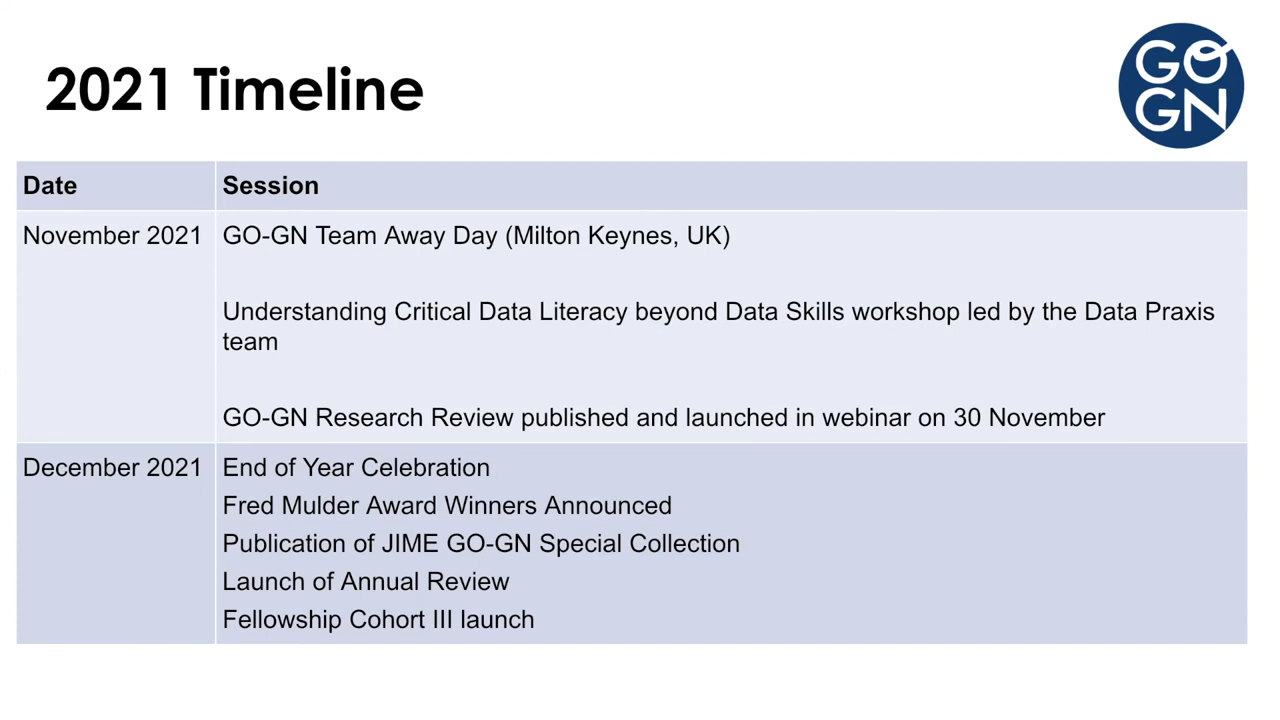 2021 Timeline
GO
GN
Date
Session
November 2021
GO-GN Team Away Day (Milton Keynes, UK)
Understanding Critical Data Literacy beyond Data Skills workshop led by the Data Praxis
team
GO-GN Research Review published and launched in webinar on 30 November
December 2021
End of Year Celebration
Fred Mulder Award Winners Announced
Publication of JIME GO-GN Special Collection
Launch of Annual Review
Fellowship Cohort III launch